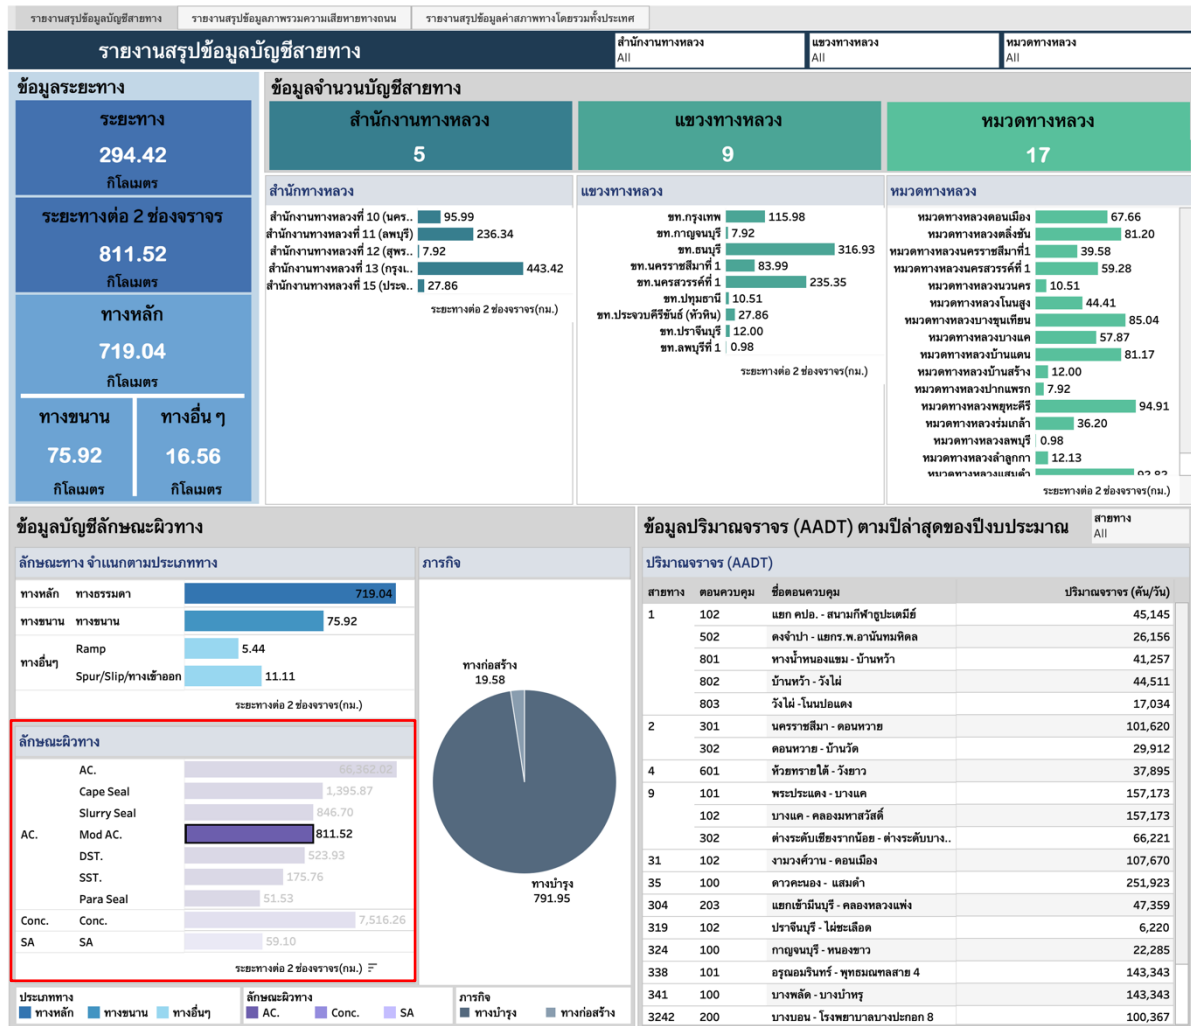 รายงานสรุปข้อมูลบัญชีสายทาง
รายงานสรุปข้อมูลภาพรวมความเสียหายทางถนน
รายงานสรุปข้อมูลค่าสภาพทางโดยรวมทั้งประเทศ
รายงานสรุปข้อมูลบัญชีสายทาง
สำนักงานทางหลวง
All
แขวงทางหลวง
All
หมวดทางหลวง
All
ข้อมูลระยะทาง
ระยะทาง
294.42
กิโลเมตร
ระยะทางต่อ 2 ช่องจราจร
811.52
กิโลเมตร
ทางหลัก
719.04
กิโลเมตร
ทางขนาน
75.92
กิโลเมตร
ทางอื่น ๆ
16.56
กิโลเมตร
ข้อมูลจำนวนบัญชีสายทาง
สำนักงานทางหลวง
5
แขวงทางหลวง
9
หมวดทางหลวง
17
สำนักทางหลวง
สำนักงานทางหลวงที่ 10 (นคร.. 95.99
สำนักงานทางหลวงที่ 11 (ลพบุรี) 236.34
สำนักงานทางหลวงที่ 12 (สุพร.. 7.92
สำนักงานทางหลวงที่ 13 (กรุงเ.. 443.42
สำนักงานทางหลวงที่ 15 (ประจ.. 27.86
ระยะทางต่อ 2 ช่องจราจร(กม.)
แขวงทางหลวง
ขท.กรุงเทพ 115.98
ขท.กาญจนบุรี 7.92
ขท.ธนบุรี 316.93
ขท.นครราชสีมาที่ 1 83.99
ขท.นครสวรรค์ที่ 1 235.35
ขท.ปทุมธานี 10.51
ขท.ประจวบคีรีขันธ์ (หัวหิน) 27.86
ขท.ปราจีนบุรี 12.00
ขท.ลพบุรีที่ 1 0.98
ระยะทางต่อ 2 ช่องจราจร(กม.)
หมวดทางหลวง
หมวดทางหลวงดอนเมือง 67.66
หมวดทางหลวงตลิ่งชัน 81.20
หมวดทางหลวงนครราชสีมาที่1 39.58
หมวดทางหลวงนครสวรรค์ที่ 1 59.28
หมวดทางหลวงนวนคร 10.51
หมวดทางหลวงโนนสูง 44.41
หมวดทางหลวงบางขุนเทียน 85.04
หมวดทางหลวงบางแค 57.87
หมวดทางหลวงบ้านแดน 81.17
หมวดทางหลวงบ้านสร้าง 12.00
หมวดทางหลวงปากแพรก 7.92
หมวดทางหลวงพยุหะคีรี 94.91
หมวดทางหลวงร่มเกล้า 36.20
หมวดทางหลวงลพบุรี 0.98
หมวดทางหลวงลำลูกกา 12.13
หมวดทางหลวงแสมดำ 92.82
ระยะทางต่อ 2 ช่องจราจร(กม.)
ข้อมูลบัญชีลักษณะผิวทาง
ลักษณะทาง จำแนกตามประเภททาง
ทางหลัก ทางธรรมดา 719.04
ทางขนาน ทางขนาน 75.92
ทางอื่นๆ Ramp 5.44
Spur/Slip/ทางเข้าออก 11.11
ระยะทางต่อ 2 ช่องจราจร(กม.)
ลักษณะผิวทาง
AC. AC. 66,362.02
Cape Seal 1,395.87
Slurry Seal 846.70
Mod AC. 811.52
DST. 523.93
SST. 175.76
Para Seal 51.53
Conc. Conc. 7,516.26
SA SA 59.10
ระยะทางต่อ 2 ช่องจราจร(กม.)
ภารกิจ
ทางก่อสร้าง
19.58
ทางบำรุง
791.95
ประเภททาง
ทางหลัก ทางขนาน ทางอื่นๆ
ลักษณะผิวทาง
AC. Conc. SA
ภารกิจ
ทางบำรุง ทางก่อสร้าง
ข้อมูลปริมาณจราจร (AADT) ตามปีล่าสุดของปีงบประมาณ
สายทาง
All
ปริมาณจราจร (AADT)
สายทาง ตอนควบคุม ชื่อตอนควบคุม ปริมาณจราจร (คัน/วัน)
1 102 แยก คปอ. - สนามกีฬาธูปะเตมีย์ 45,145
502 ดงจำปา - แยกร.พ.อานันทมหิดล 26,156
801 หางน้ำหนองแขม - บ้านหว้า 41,257
802 บ้านหว้า - วังไผ่ 44,511
803 วังไผ่ -โนนปอแดง 17,034
2 301 นครราชสีมา - ดอนหวาย 101,620
302 ดอนหวาย - บ้านวัด 29,912
4 601 ห้วยทรายใต้ - วังยาว 37,895
9 101 พระประแดง - บางแค 157,173
102 บางแค - คลองมหาสวัสดิ์ 157,173
302 ต่างระดับเชียงรากน้อย - ต่างระดับบาง.. 66,221
31 102 งามวงศ์วาน - ดอนเมือง 107,670
35 100 ดาวคะนอง - แสมดำ 251,923
304 203 แยกเข้ามีนบุรี - คลองหลวงแพ่ง 47,359
319 102 ปราจีนบุรี - ไผ่ชะเลือด 6,220
324 100 กาญจนบุรี - หนองขาว 22,285
338 101 อรุณอมรินทร์ - พุทธมณฑลสาย 4 143,343
341 100 บางพลัด - บางบำหรุ 143,343
3242 200 บางบอน - โรงพยาบาลบางปะกอก 8 100,367